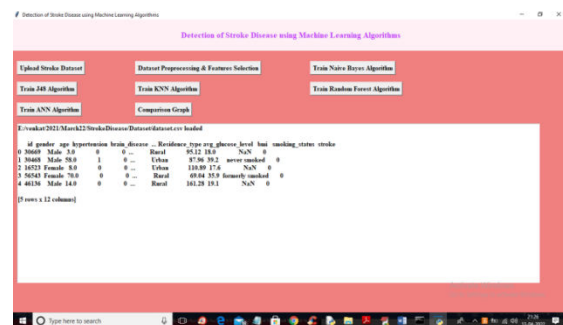 Detection of Stroke Disease using Machine Learning Algorithms
Detection of Stroke Disease using Machine Learning Algorithms
Upload Stroke Dataset Dataset Preprocessing & Features Selection Train Naive Bayes Algorithm
Train J48 Algorithm Train KNN Algorithm Train Random Forest Algorithm
Train ANN Algorithm Comparison Graph
E:/venkat/2021/March22/StrokeDisease/Dataset/dataset.csv loaded
id gender age hypertension brain_disease ... Residence_type avg_glucose_level bmi smoking_status stroke
0 30669 Male 3.0 0 0 ... Rural 95.12 18.0 NaN 0
1 30468 Male 58.0 1 0 ... Urban 87.96 39.2 never smoked 0
2 16523 Female 8.0 0 0 ... Urban 110.89 17.6 NaN 0
3 56543 Female 70.0 0 0 ... Rural 69.04 35.9 formerly smoked 0
4 46136 Male 14.0 0 0 ... Rural 161.28 19.1 NaN 0
[5 rows x 12 columns]
Type here to search
21:26